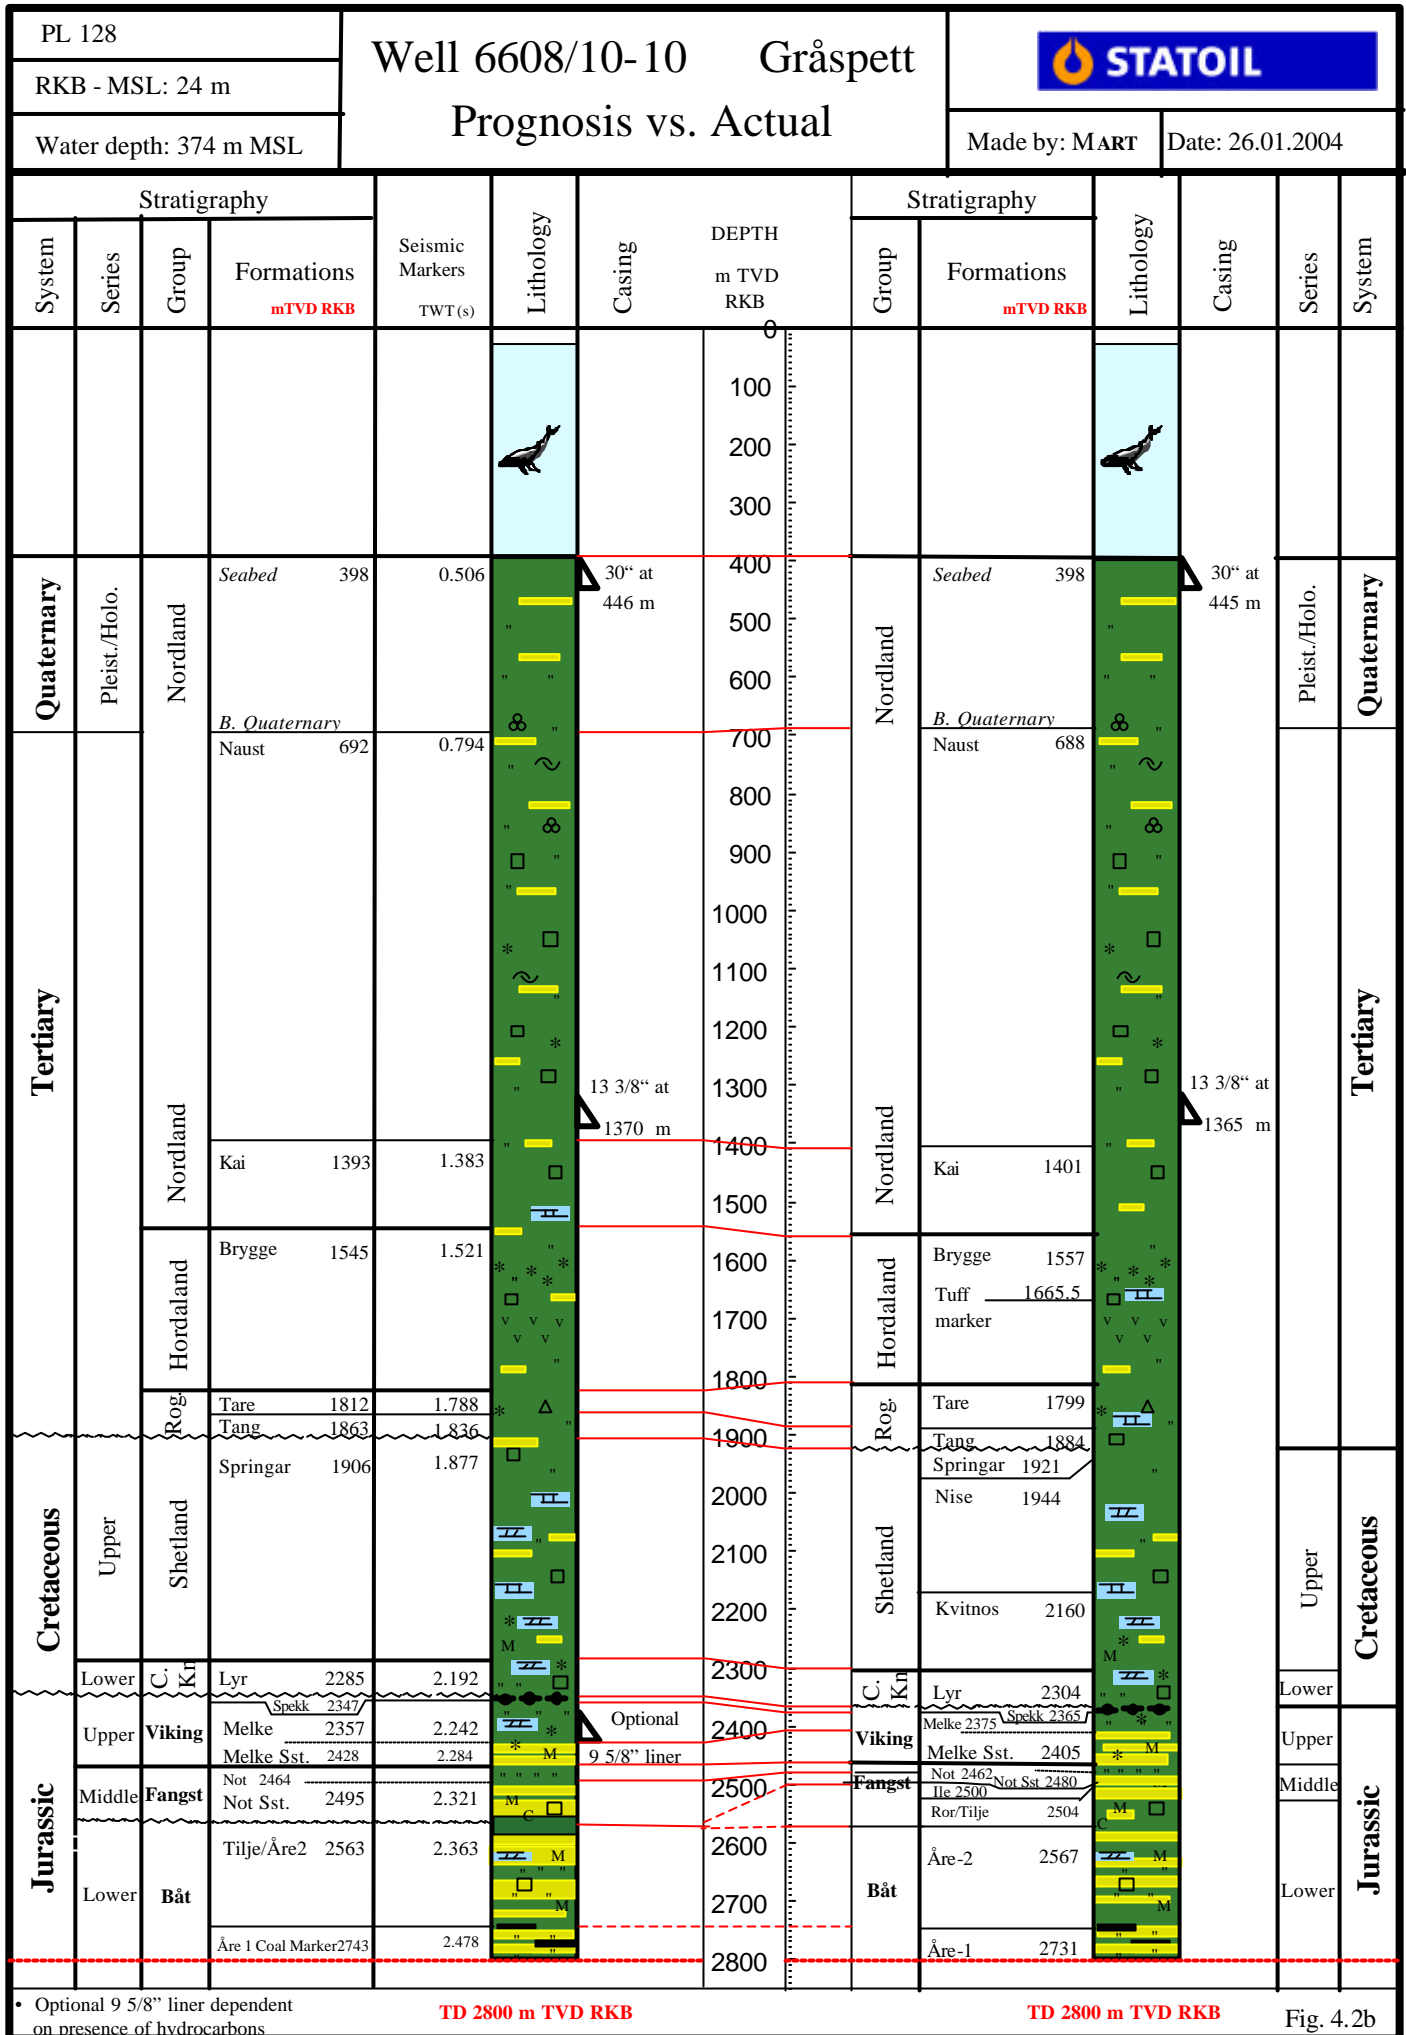 PL 128
RKB - MSL: 24 m
Water depth: 374 m MSL
Well 6608/10-10 Gråspett
Prognosis vs. Actual
STATOIL
Made by: MART
Date: 26.01.2004
Stratigraphy
System
Series
Group
Formations
mTVD RKB
Seismic
Markers
TWT (s)
Lithology
Casing
DEPTH
m TVD
RKB
Stratigraphy
Group
Formations
mTVD RKB
Lithology
Casing
Series
System
Quaternary
Tertiary
Cretaceous
Jurassic
Pleist./Holo.
Upper
Lower
Upper
Middle
Lower
Nordland
Nordland
Hordaland
Rog.
Shetland
C.
Kn
Viking
Fangst
Båt
Seabed 398 0.506
B. Quaternary
Naust 692 0.794
Kai 1393 1.383
Brygge 1545 1.521
Tare 1812 1.788
Tang 1863 1.836
Springar 1906 1.877
Lyr 2285 2.192
Spekk 2347
Melke 2357 2.242
Melke Sst. 2428 2.284
Not 2464
Not Sst. 2495 2.321
Tilje/Åre2 2563 2.363
Åre 1 Coal Marker2743 2.478
30“ at
446 m
13 3/8“ at
1370 m
Optional
9 5/8” liner
0
100
200
300
400
500
600
700
800
900
1000
1100
1200
1300
1400
1500
1600
1700
1800
1900
2000
2100
2200
2300
2400
2500
2600
2700
2800
Nordland
Nordland
Hordaland
Rog.
Shetland
C.
Kn
Viking
Fangst
Båt
Seabed 398
B. Quaternary
Naust 688
Kai 1401
Brygge 1557
Tuff 1665.5
marker
Tare 1799
Tang 1884
Springar 1921
Nise 1944
Kvitnos 2160
Lyr 2304
Spekk 2365
Melke 2375
Melke Sst. 2405
Not 2462
Not Sst 2480
Ile 2500
Ror/Tilje 2504
Åre-2 2567
Åre-1 2731
30“ at
445 m
13 3/8“ at
1365 m
Pleist./Holo.
Upper
Lower
Upper
Middle
Lower
Quaternary
Tertiary
Cretaceous
Jurassic
• Optional 9 5/8” liner dependent
on presence of hydrocarbons
TD 2800 m TVD RKB
TD 2800 m TVD RKB
Fig. 4.2b